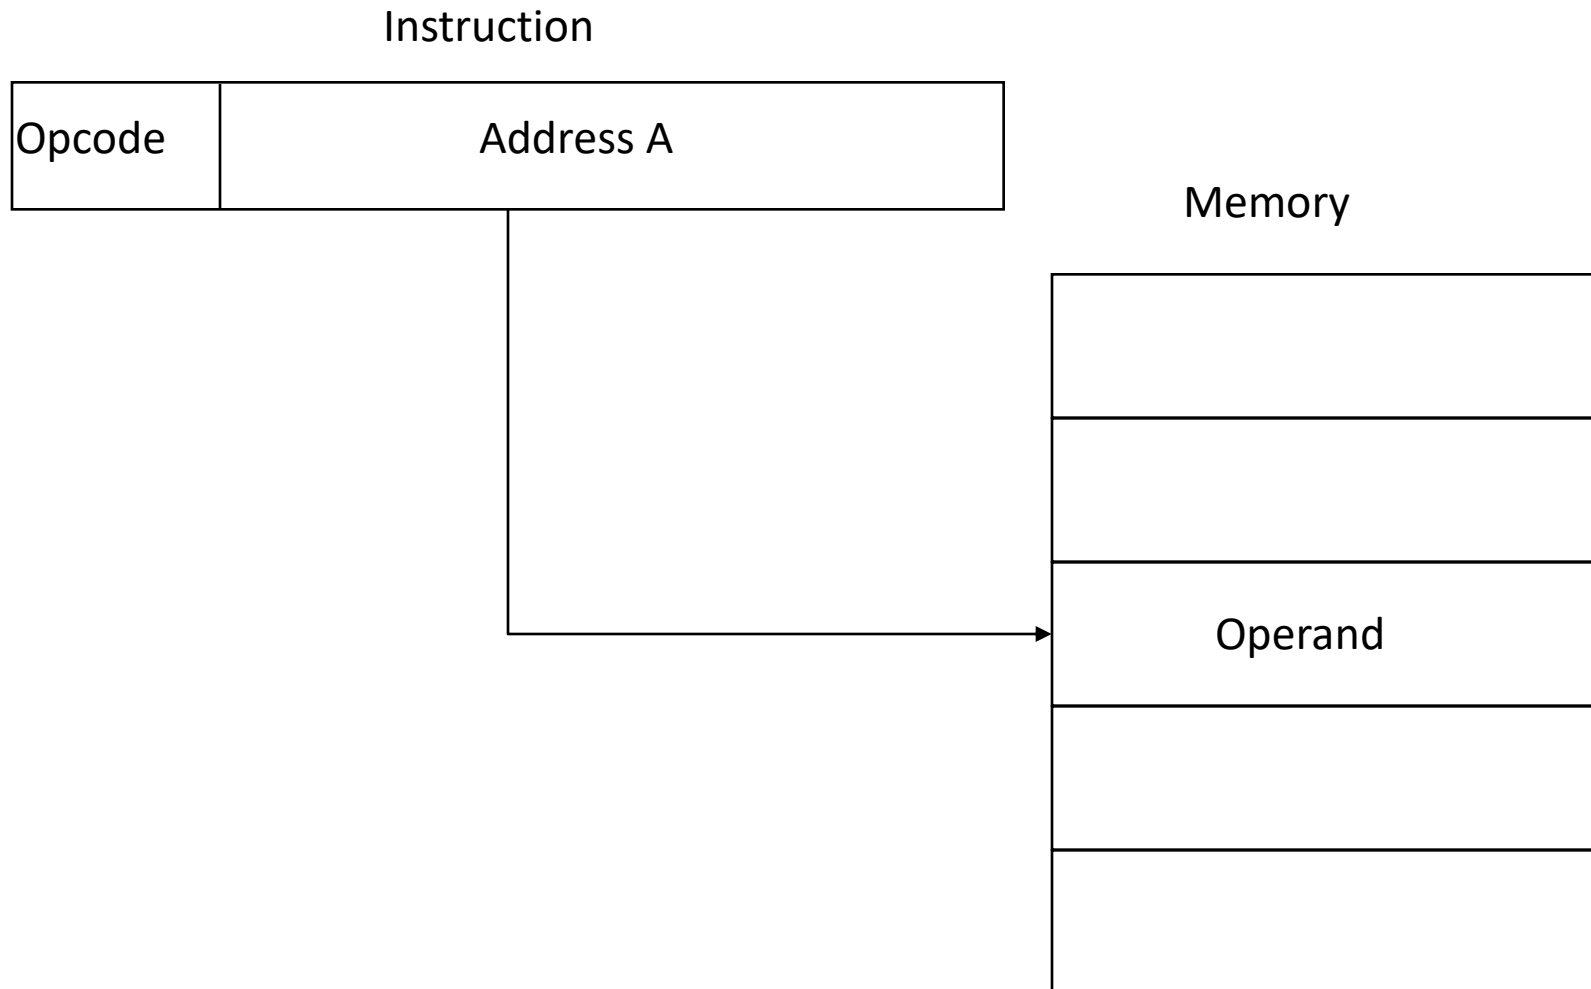 Instruction
Opcode
Address A
Memory
Operand